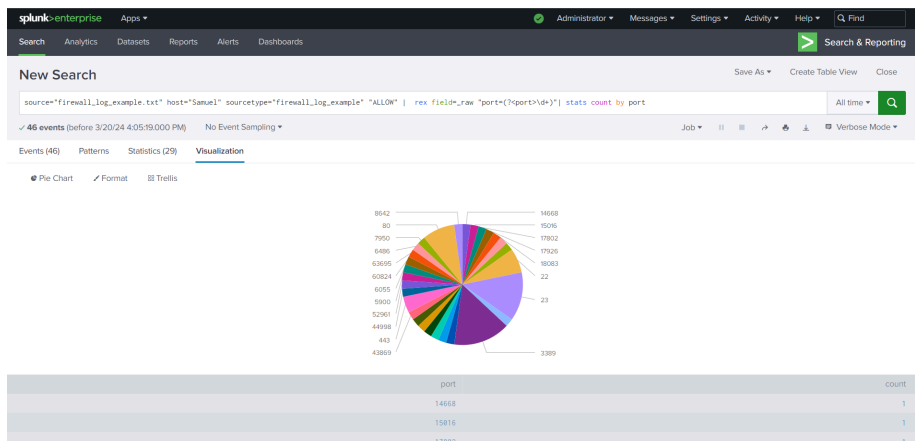 splunk>enterprise Apps ▾ Administrator ▾ Messages ▾ Settings ▾ Activity ▾ Help ▾ Find
Search Analytics Datasets Reports Alerts Dashboards > Search & Reporting
New Search Save As ▾ Create Table View Close
source="firewall_log_example.txt" host="Samuel" sourcetype="firewall_log_example" "ALLOW" | rex field=_raw "port=(?<port>\d+)"| stats count by port All time ▾
✓ 46 events (before 3/20/24 4:05:19.000 PM) No Event Sampling ▾ Job ▾ Verbose Mode ▾
Events (46) Patterns Statistics (29) Visualization
Pie Chart Format Trellis
8642 14668
80 15016
7950 17802
6486 17926
63695 18083
60824 22
6055 23
5900
52961
44998
443
43869 3389
port count
14668 1
15016 1